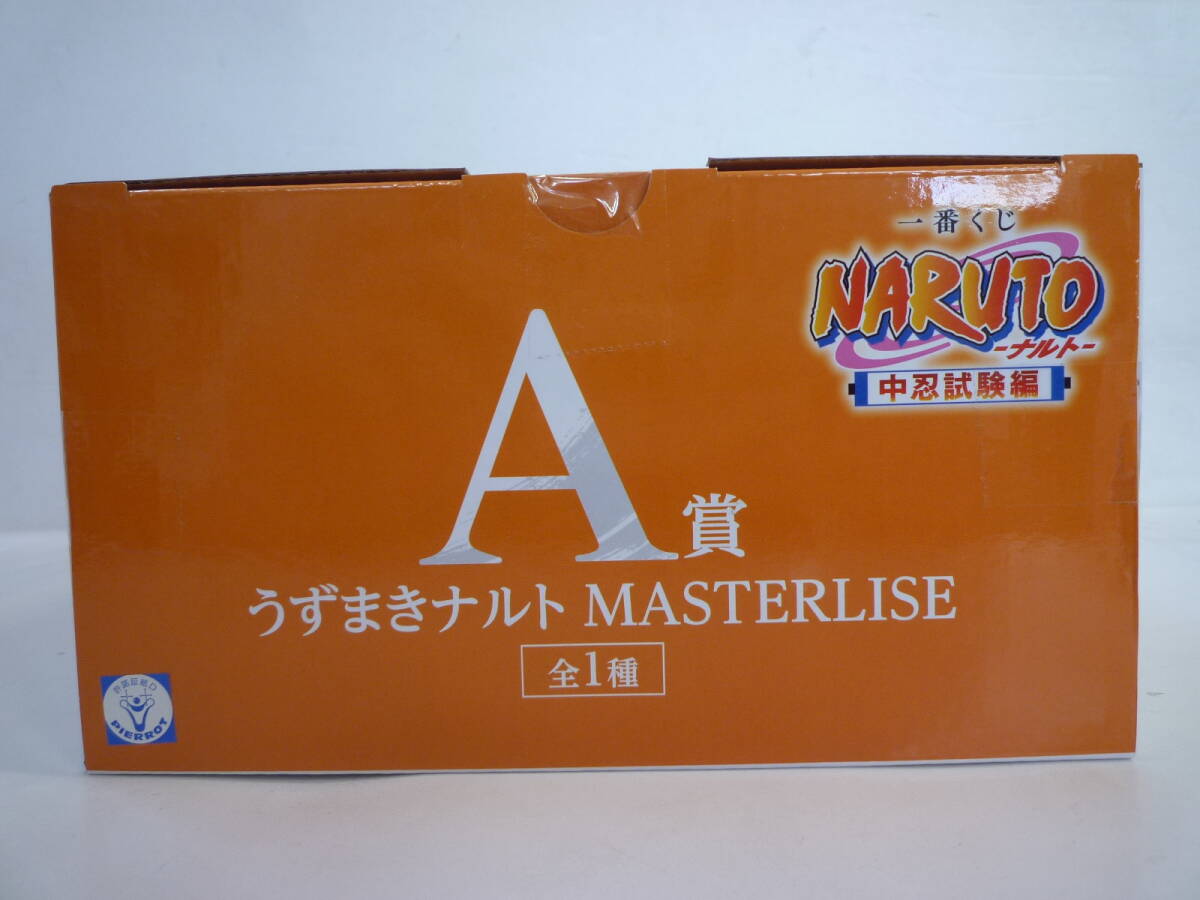 一番くじ
NARUTO
-ナルト-
中忍試験編
A賞
うずまきナルト MASTERLISE
全1種
PIERROT